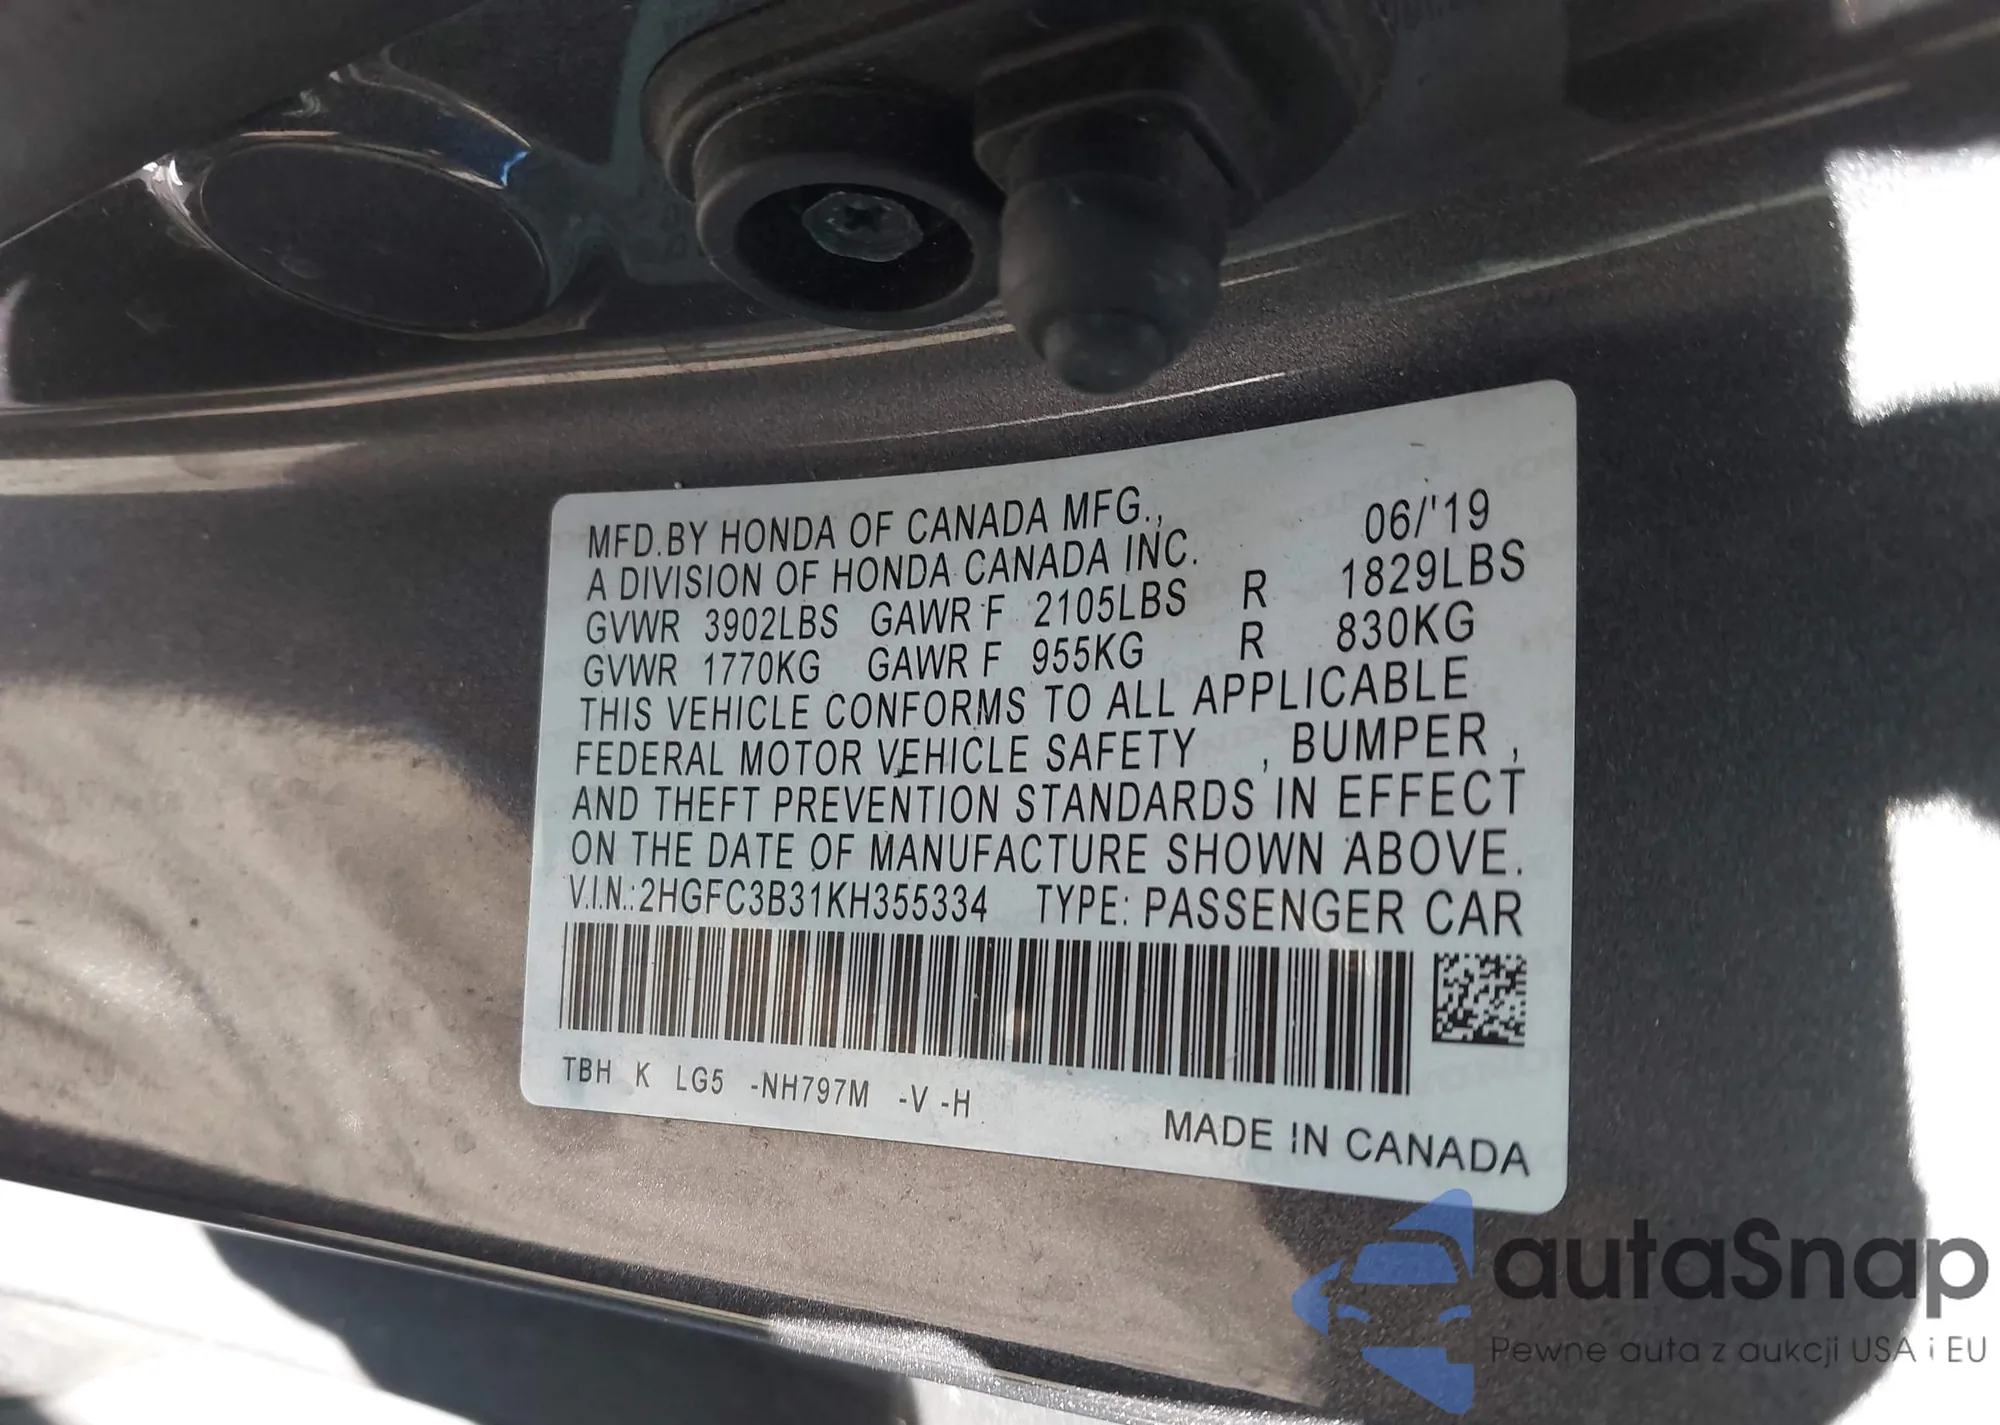 MFD.BY HONDA OF CANADA MFG., 06/'19
A DIVISION OF HONDA CANADA INC.
GVWR 3902LBS GAWR F 2105LBS R 1829LBS
GVWR 1770KG GAWR F 955KG R 830KG
THIS VEHICLE CONFORMS TO ALL APPLICABLE
FEDERAL MOTOR VEHICLE SAFETY , BUMPER ,
AND THEFT PREVENTION STANDARDS IN EFFECT
ON THE DATE OF MANUFACTURE SHOWN ABOVE.
V.I.N.:2HGFC3B31KH355334 TYPE: PASSENGER CAR
TBH K LG5 -NH797M -V -H
MADE IN CANADA
autaSnap
Pewne auta z aukcji USA i EU